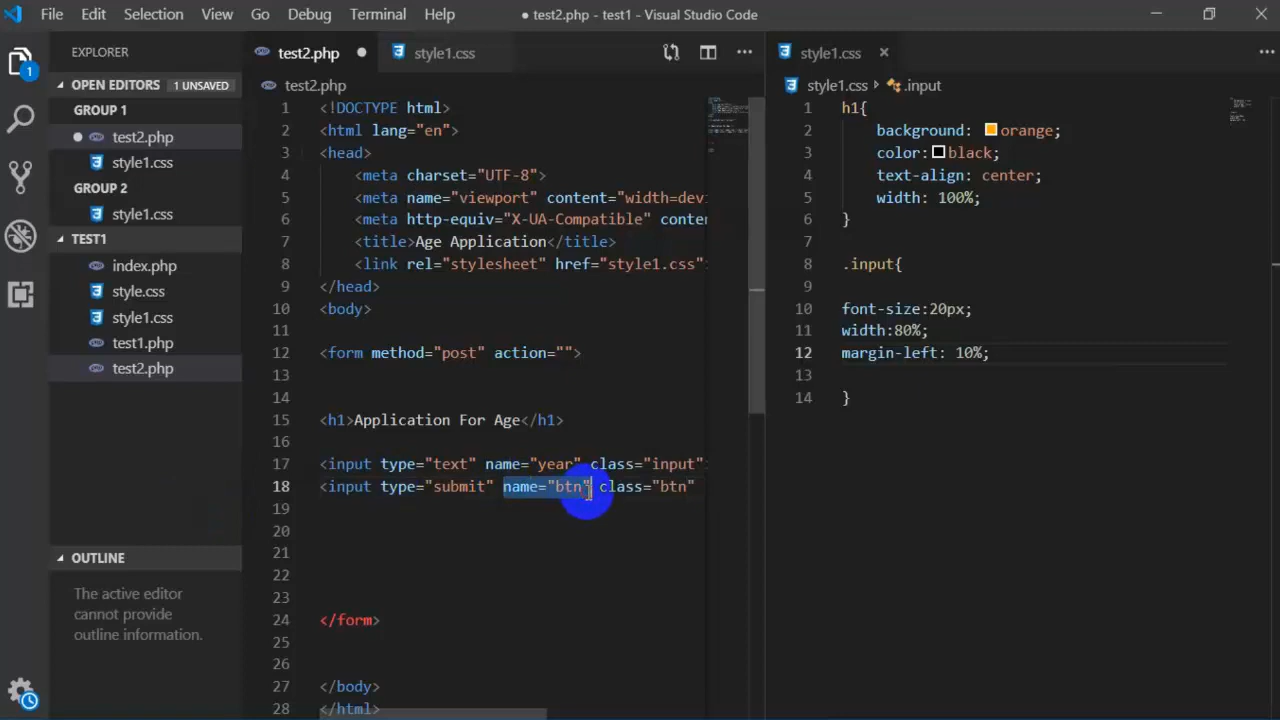 File Edit Selection View Go Debug Terminal Help
● test2.php - test1 - Visual Studio Code
EXPLORER
OPEN EDITORS 1 UNSAVED
GROUP 1
test2.php
style1.css
GROUP 2
style1.css
TEST1
index.php
style.css
style1.css
test1.php
test2.php
OUTLINE
The active editor
cannot provide
outline information.
1
test2.php
style1.css
test2.php
1 <!DOCTYPE html>
2 <html lang="en">
3 <head>
4 <meta charset="UTF-8">
5 <meta name="viewport" content="width=dev
6 <meta http-equiv="X-UA-Compatible" conten
7 <title>Age Application</title>
8 <link rel="stylesheet" href="style1.css">
9 </head>
10 <body>
11
12 <form method="post" action="">
13
14
15 <h1>Application For Age</h1>
16
17 <input type="text" name="year" class="input">
18 <input type="submit" name="btn" class="btn"
19
20
21
22
23
24 </form>
25
26
27 </body>
28 </html>
style1.css
style1.css > .input
1 h1{
2 background: orange;
3 color: black;
4 text-align: center;
5 width: 100%;
6 }
7
8 .input{
9
10 font-size:20px;
11 width:80%;
12 margin-left: 10%;
13
14 }